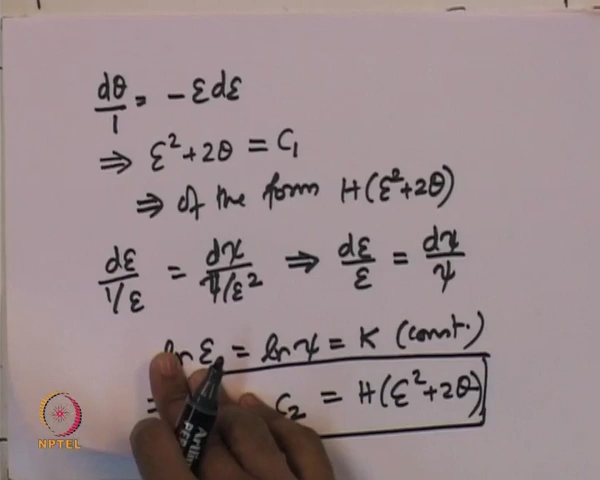 dθ/1 = - ε dε
⇒ ε² + 2θ = C₁
⇒ of the form H(ε² + 2θ)
dε/(1/ε) = dψ/(ψ/ε²) ⇒ dε/ε = dψ/ψ
ln ε = ln ψ = K (const.)
= C₂ = H(ε² + 2θ)
NPTEL